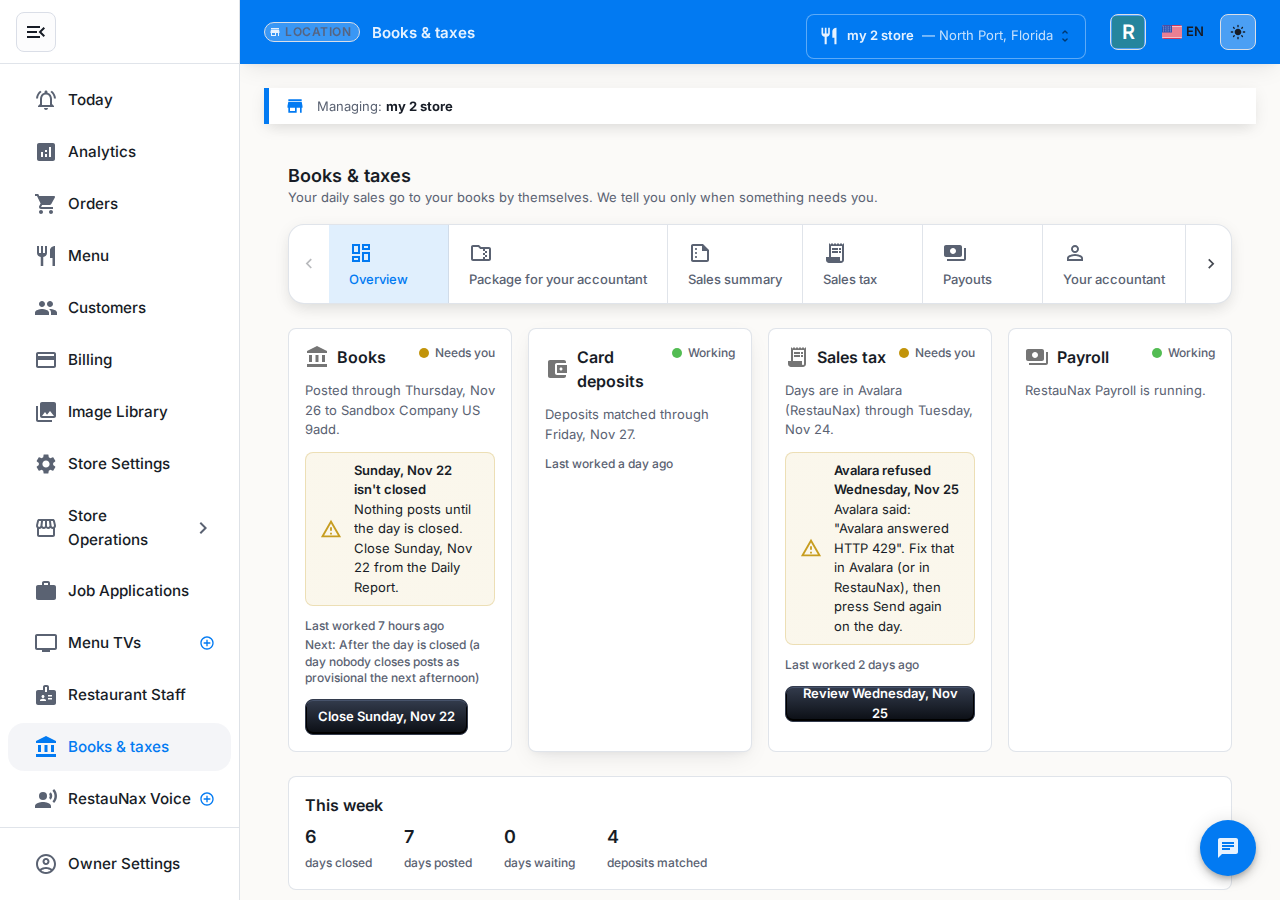 LOCATION
Books & taxes
my 2 store — North Port, Florida
R
EN
Today
Analytics
Orders
Menu
Customers
Billing
Image Library
Store Settings
Store
Operations
Job Applications
Menu TVs
Restaurant Staff
Books & taxes
RestauNax Voice
Owner Settings
Managing: my 2 store
Books & taxes
Your daily sales go to your books by themselves. We tell you only when something needs you.
Overview
Package for your accountant
Sales summary
Sales tax
Payouts
Your accountant
Books
Needs you
Posted through Thursday, Nov
26 to Sandbox Company US
9add.
Sunday, Nov 22
isn't closed
Nothing posts until
the day is closed.
Close Sunday, Nov
22 from the Daily
Report.
Last worked 7 hours ago
Next: After the day is closed (a
day nobody closes posts as
provisional the next afternoon)
Close Sunday, Nov 22
Card
deposits
Working
Deposits matched through
Friday, Nov 27.
Last worked a day ago
Sales tax
Needs you
Days are in Avalara
(RestauNax) through Tuesday,
Nov 24.
Avalara refused
Wednesday, Nov 25
Avalara said:
"Avalara answered
HTTP 429". Fix that
in Avalara (or in
RestauNax), then
press Send again
on the day.
Last worked 2 days ago
Review Wednesday, Nov
25
Payroll
Working
RestauNax Payroll is running.
This week
6
days closed
7
days posted
0
days waiting
4
deposits matched